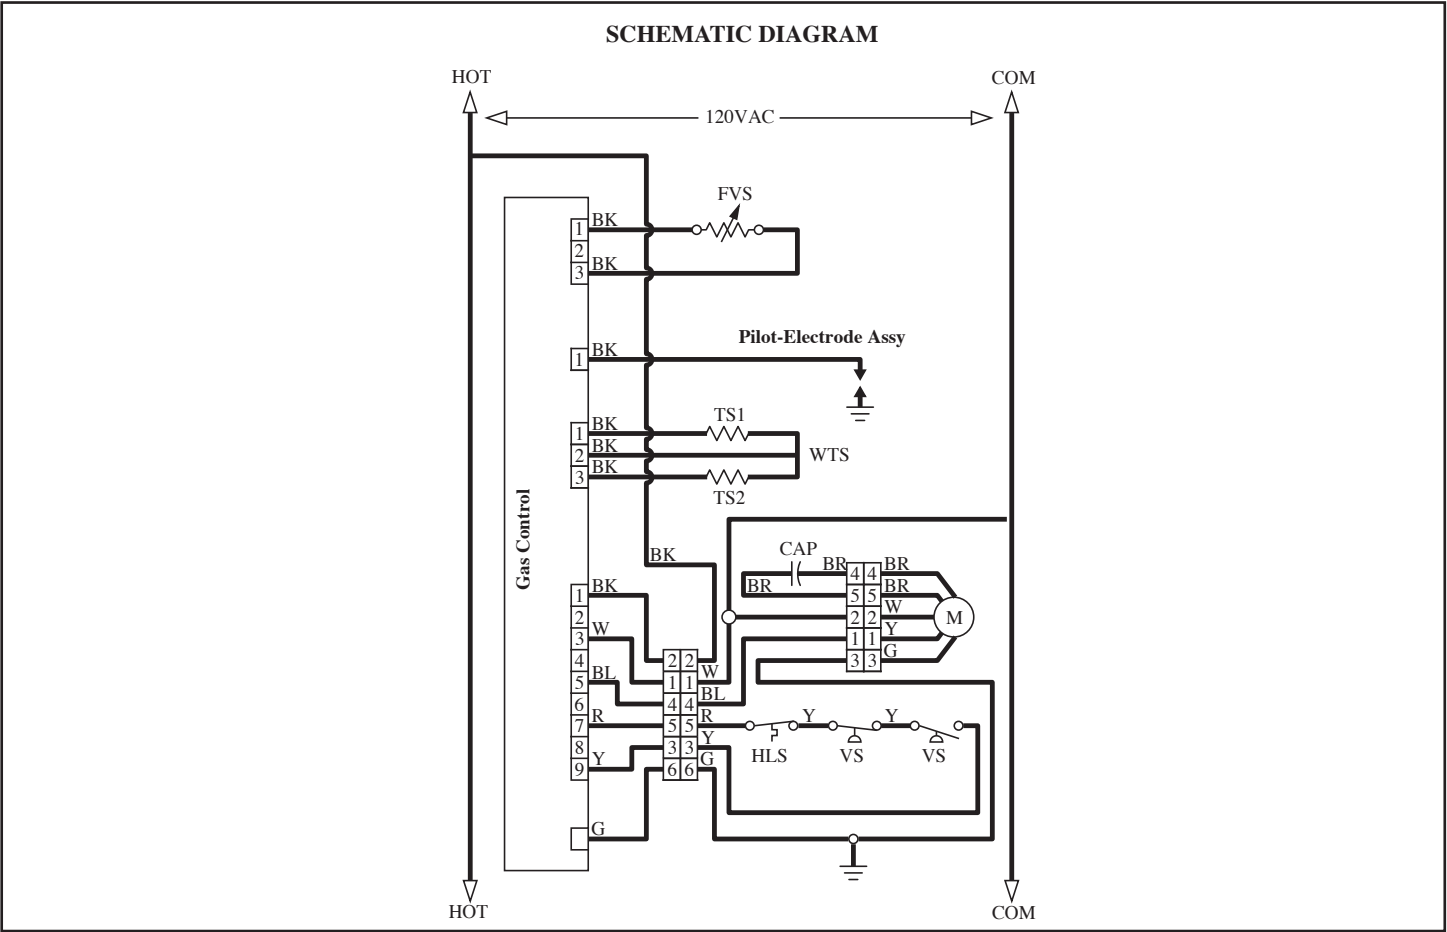 SCHEMATIC DIAGRAM
HOT
COM
120VAC
FVS
1 BK
2
3 BK
Pilot-Electrode Assy
1 BK
TS1
1 BK
2 BK
WTS
3 BK
TS2
Gas Control
BK
CAP
BR 4 4 BR
BR 5 5 BR
2 2 W
M
1 1 Y
3 3 G
1 BK
2
3 W
4
5 BL
6
7 R
8
9 Y
G
2 2
1 1 W
4 4 BL
5 5 R
3 3 Y
6 6 G
Y Y
HLS VS VS
HOT
COM